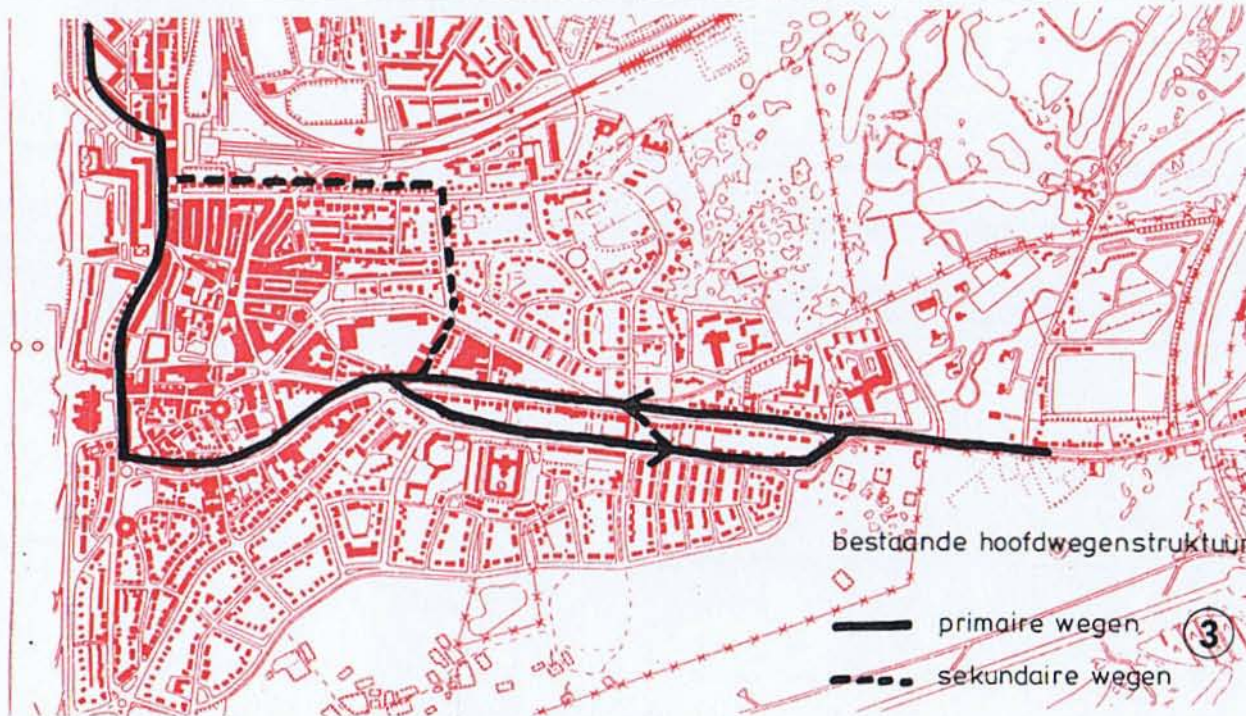 bestaande hoofdwegenstruktuur
primaire wegen
3
sekundaire wegen